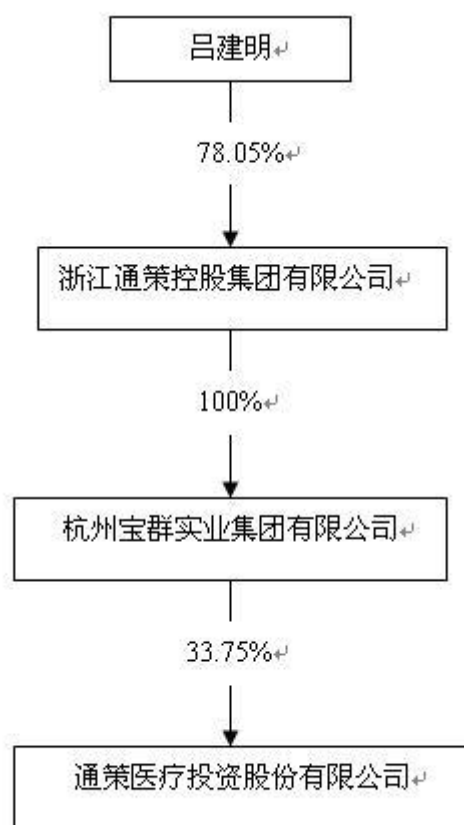 吕建明
78.05%
浙江通策控股集团有限公司
100%
杭州宝群实业集团有限公司
33.75%
通策医疗投资股份有限公司